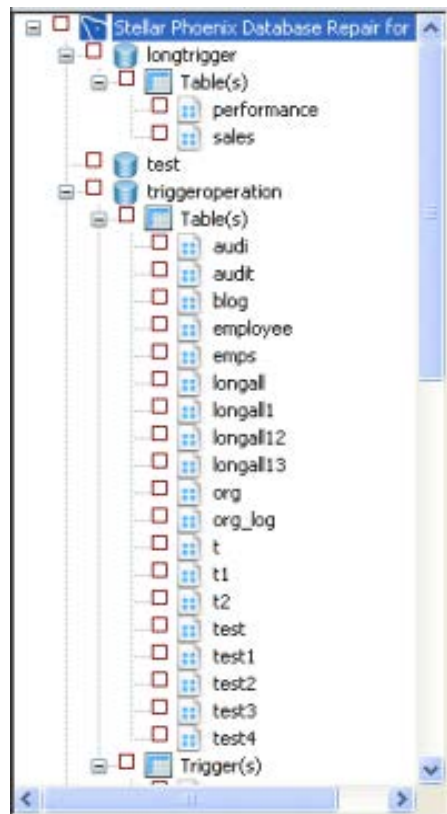 Stellar Phoenix Database Repair for
longtrigger
Table(s)
performance
sales
test
triggeroperation
Table(s)
audi
audit
blog
employee
emps
longall
longall1
longall12
longall13
org
org_log
t
t1
t2
test
test1
test2
test3
test4
Trigger(s)